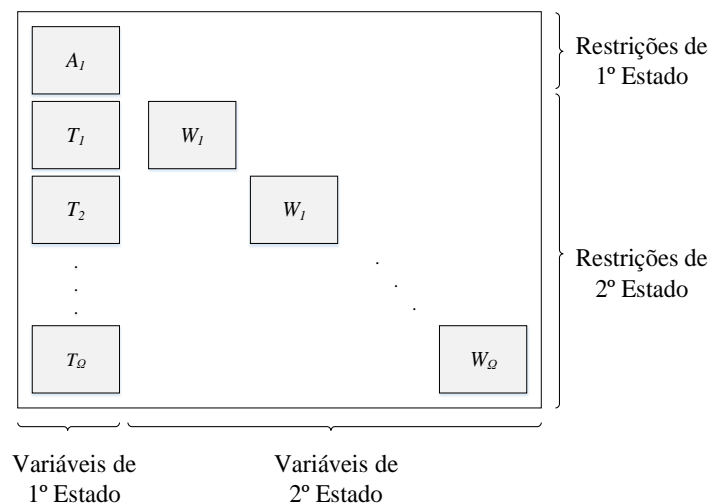 A1
Restrições de
1º Estado
T1
W1
T2
W1
Restrições de
2º Estado
.
.
.
.
.
.
TΩ
WΩ
Variáveis de
1º Estado
Variáveis de
2º Estado